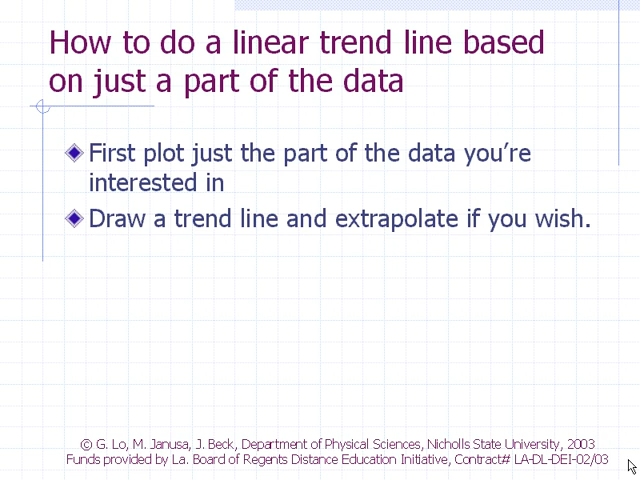 How to do a linear trend line based
on just a part of the data
First plot just the part of the data you’re
interested in
Draw a trend line and extrapolate if you wish.
© G. Lo, M. Janusa, J. Beck, Department of Physical Sciences, Nicholls State University, 2003
Funds provided by La. Board of Regents Distance Education Initiative, Contract# LA-DL-DEI-02/03